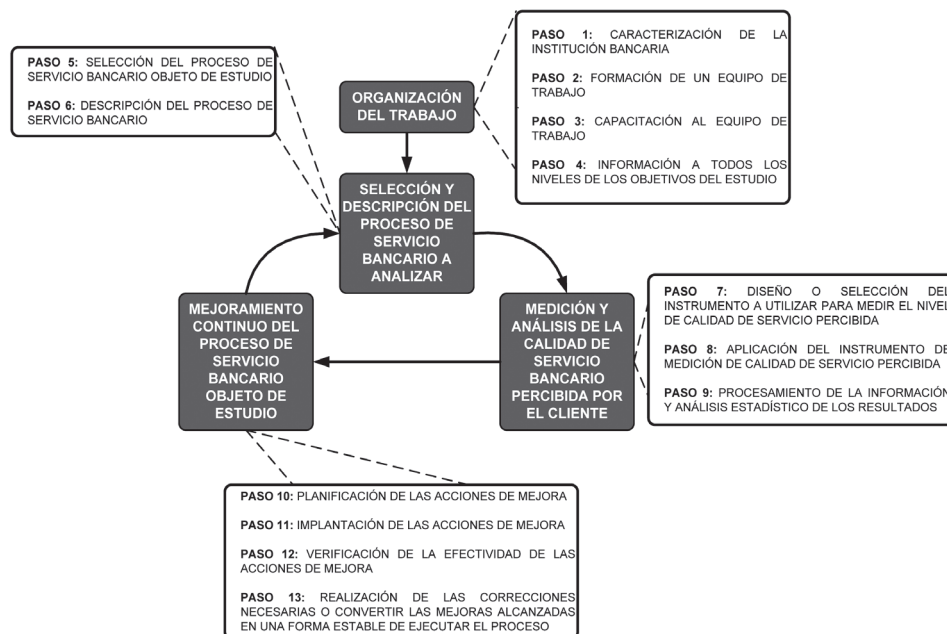 ORGANIZACIÓN
DEL TRABAJO
PASO 1: CARACTERIZACIÓN DE LA
INSTITUCIÓN BANCARIA
PASO 2: FORMACIÓN DE UN EQUIPO DE
TRABAJO
PASO 3: CAPACITACIÓN AL EQUIPO DE
TRABAJO
PASO 4: INFORMACIÓN A TODOS LOS
NIVELES DE LOS OBJETIVOS DEL ESTUDIO
PASO 5: SELECCIÓN DEL PROCESO DE
SERVICIO BANCARIO OBJETO DE ESTUDIO
PASO 6: DESCRIPCIÓN DEL PROCESO DE
SERVICIO BANCARIO
SELECCIÓN Y
DESCRIPCIÓN DEL
PROCESO DE
SERVICIO
BANCARIO A
ANALIZAR
MEDICIÓN Y
ANÁLISIS DE LA
CALIDAD DE
SERVICIO
BANCARIO
PERCIBIDA POR
EL CLIENTE
PASO 7: DISEÑO O SELECCIÓN DEL
INSTRUMENTO A UTILIZAR PARA MEDIR EL NIVEL
DE CALIDAD DE SERVICIO PERCIBIDA
PASO 8: APLICACIÓN DEL INSTRUMENTO DE
MEDICIÓN DE CALIDAD DE SERVICIO PERCIBIDA
PASO 9: PROCESAMIENTO DE LA INFORMACIÓN
Y ANÁLISIS ESTADÍSTICO DE LOS RESULTADOS
MEJORAMIENTO
CONTINUO DEL
PROCESO DE
SERVICIO
BANCARIO
OBJETO DE
ESTUDIO
PASO 10: PLANIFICACIÓN DE LAS ACCIONES DE MEJORA
PASO 11: IMPLANTACIÓN DE LAS ACCIONES DE MEJORA
PASO 12: VERIFICACIÓN DE LA EFECTIVIDAD DE LAS
ACCIONES DE MEJORA
PASO 13: REALIZACIÓN DE LAS CORRECCIONES
NECESARIAS O CONVERTIR LAS MEJORAS ALCANZADAS
EN UNA FORMA ESTABLE DE EJECUTAR EL PROCESO